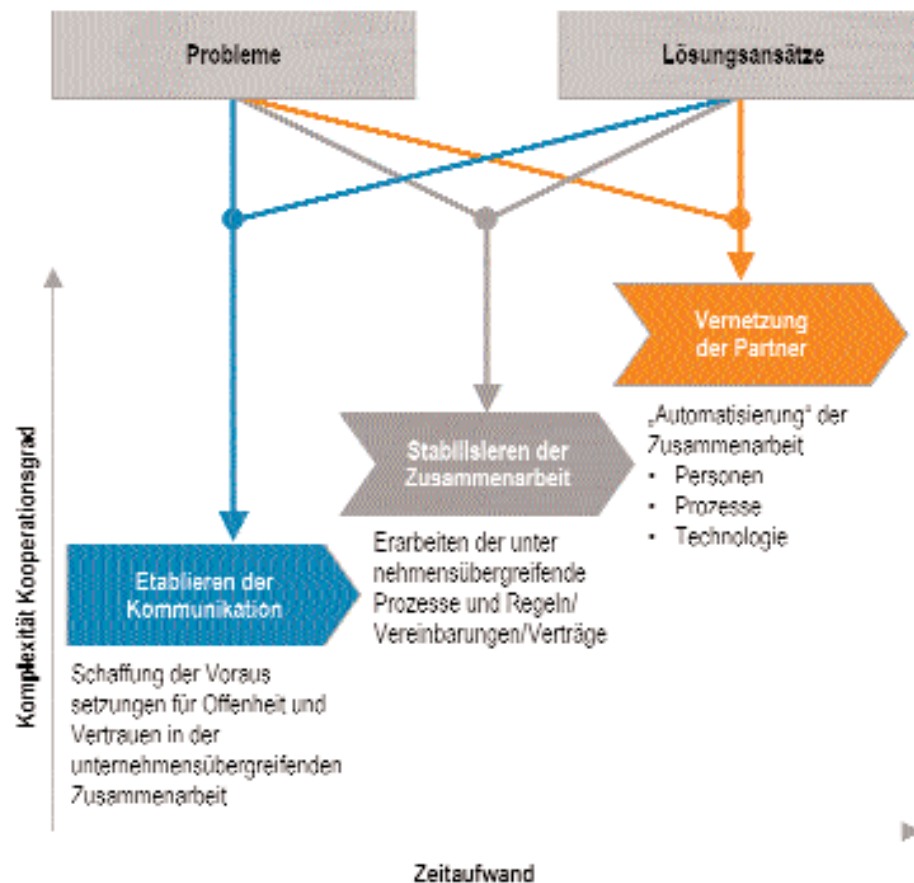 Probleme
Lösungsansätze
Vernetzung
der Partner
„Automatisierung“ der
Zusammenarbeit
• Personen
• Prozesse
• Technologie
Stabilisieren der
Zusammenarbeit
Erarbeiten der unter
nehmensübergreifende
Prozesse und Regeln/
Vereinbarungen/Verträge
Etablieren der
Kommunikation
Schaffung der Voraus
setzungen für Offenheit und
Vertrauen in der
unternehmensübergreifenden
Zusammenarbeit
Komplexität Kooperationsgrad
Zeitaufwand